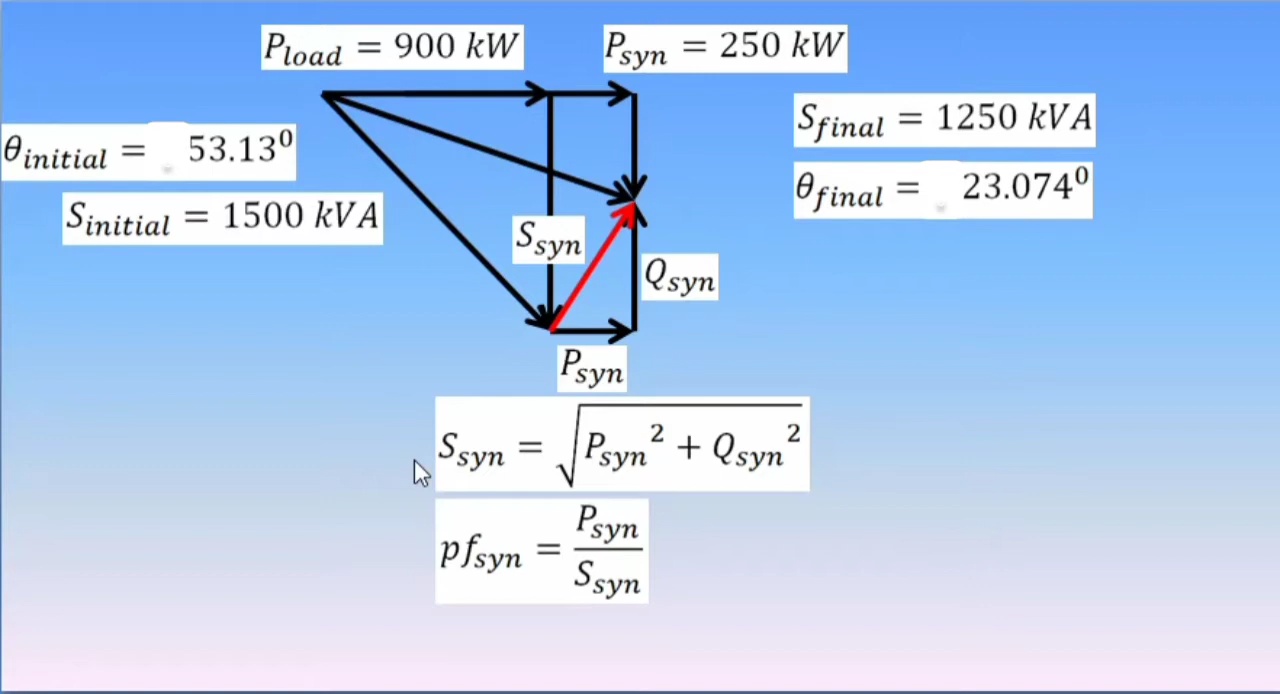 P_load = 900 kW
P_syn = 250 kW
S_final = 1250 kVA
θ_initial = 53.13⁰
θ_final = 23.074⁰
S_initial = 1500 kVA
S_syn
Q_syn
P_syn
S_syn = √(P_syn² + Q_syn²)
pf_syn = P_syn / S_syn